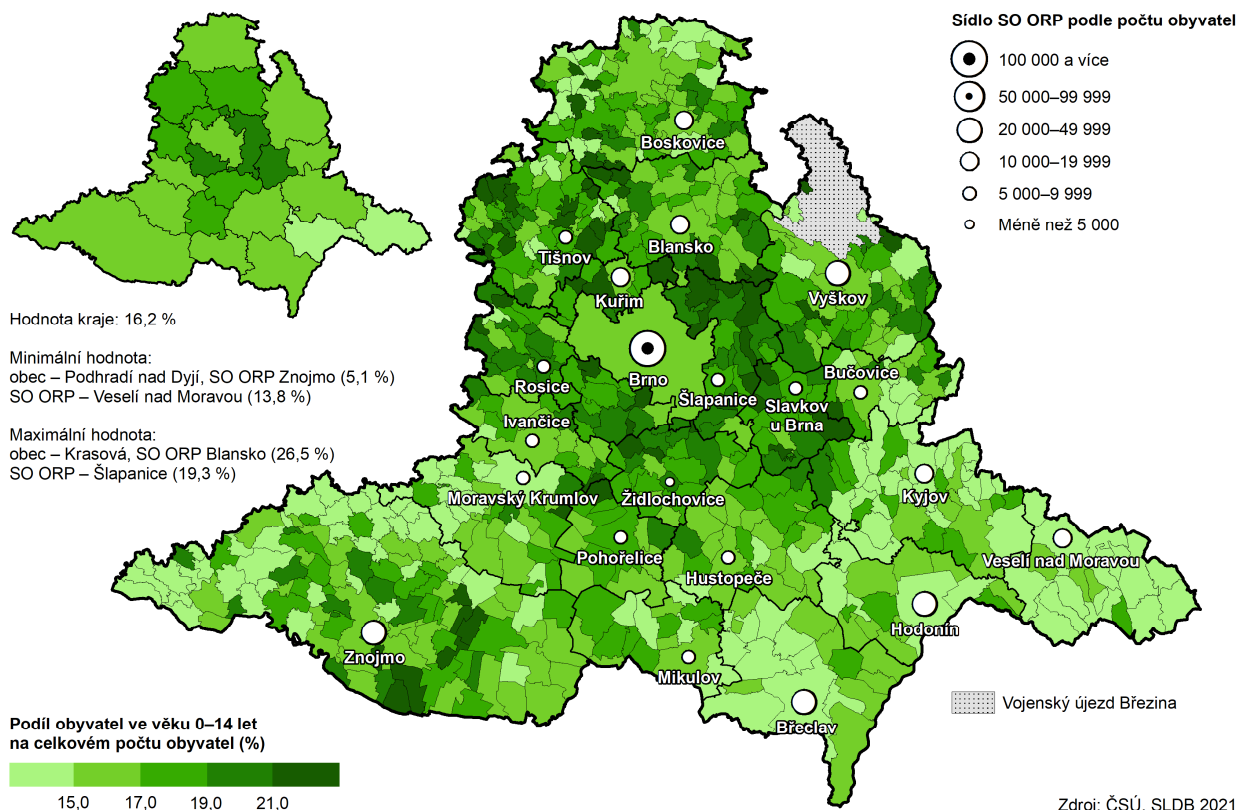 Sídlo SO ORP podle počtu obyvatel
100 000 a více
50 000–99 999
20 000–49 999
10 000–19 999
5 000–9 999
Méně než 5 000
Boskovice
Blansko
Tišnov
Kuřim
Vyškov
Brno
Rosice
Šlapanice
Slavkov
u Brna
Bučovice
Ivančice
Moravský Krumlov
Židlochovice
Kyjov
Pohořelice
Hustopeče
Veselí nad Moravou
Hodonín
Znojmo
Mikulov
Břeclav
Hodnota kraje: 16,2 %
Minimální hodnota:
obec – Podhradí nad Dyjí, SO ORP Znojmo (5,1 %)
SO ORP – Veselí nad Moravou (13,8 %)
Maximální hodnota:
obec – Krasová, SO ORP Blansko (26,5 %)
SO ORP – Šlapanice (19,3 %)
Vojenský újezd Březina
Podíl obyvatel ve věku 0–14 let
na celkovém počtu obyvatel (%)
15,0 17,0 19,0 21,0
Zdroj: ČSÚ, SLDB 2021